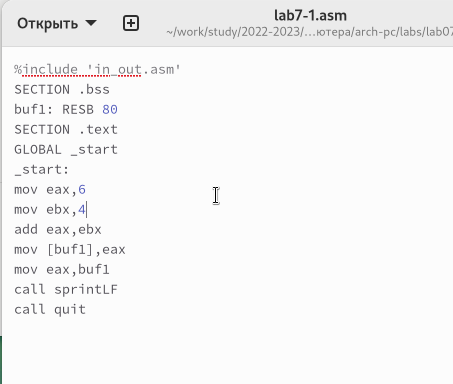 Открыть
lab7-1.asm
~/work/study/2022-2023/...ютера/arch-pc/labs/lab07
%include 'in_out.asm'
SECTION .bss
buf1: RESB 80
SECTION .text
GLOBAL _start
_start:
mov eax,6
mov ebx,4
add eax,ebx
mov [buf1],eax
mov eax,buf1
call sprintLF
call quit